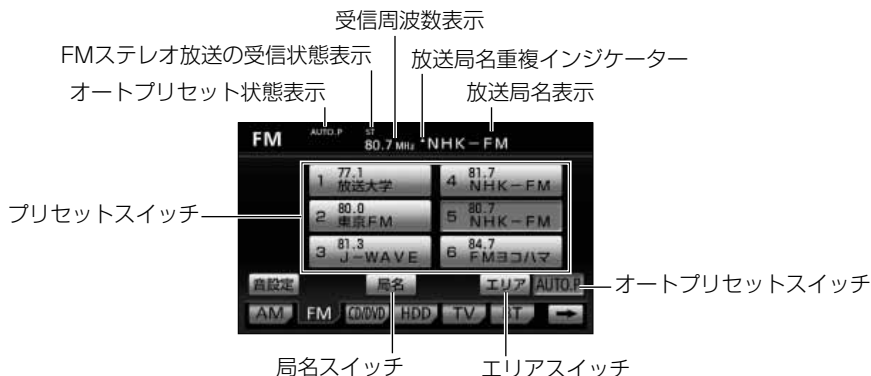 受信周波数表示
FMステレオ放送の受信状態表示
放送局名重複インジケーター
オートプリセット状態表示
放送局名表示
FM AUTO.P ST 80.7 MHz *NHK-FM
1 77.1 放送大学
4 81.7 NHK-FM
プリセットスイッチ
2 80.0 東京FM
5 80.7 NHK-FM
3 81.3 J-WAVE
6 84.7 FMヨコハマ
音設定 局名 エリア AUTO.P
オートプリセットスイッチ
AM FM CD/DVD HDD TV BT
局名スイッチ
エリアスイッチ